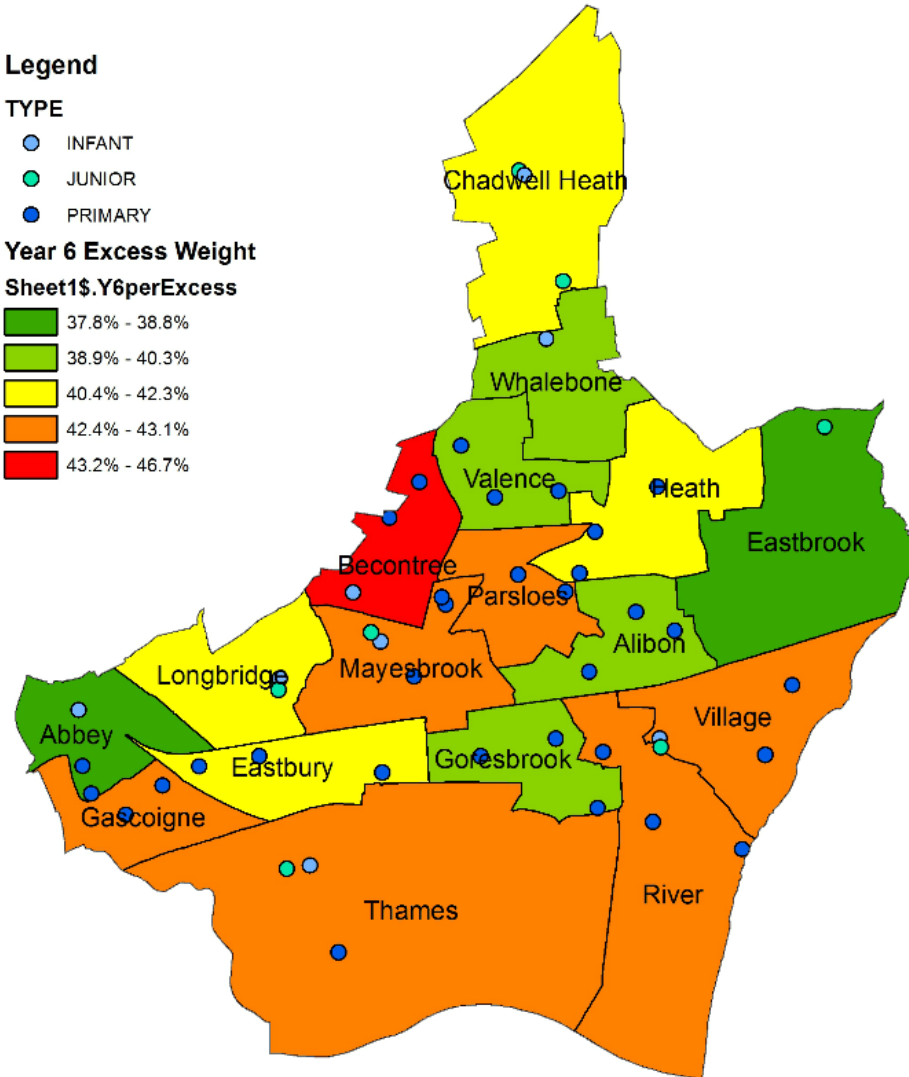 Legend
TYPE
INFANT
JUNIOR
PRIMARY
Year 6 Excess Weight
Sheet1$.Y6perExcess
37.8% - 38.8%
38.9% - 40.3%
40.4% - 42.3%
42.4% - 43.1%
43.2% - 46.7%
Chadwell Heath
Whalebone
Valence
Heath
Eastbrook
Becontree
Parsloes
Alibon
Longbridge
Mayesbrook
Village
Abbey
Eastbury
Goresbrook
Gascoigne
River
Thames